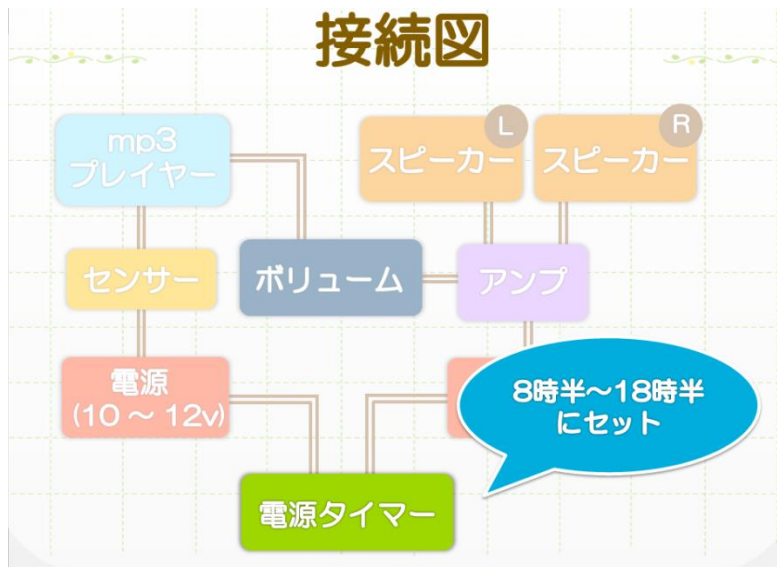 接続図
mp3
プレイヤー
スピーカー
L
スピーカー
R
センサー
ボリューム
アンプ
電源
(10 ~ 12v)
8時半~18時半
にセット
電源タイマー